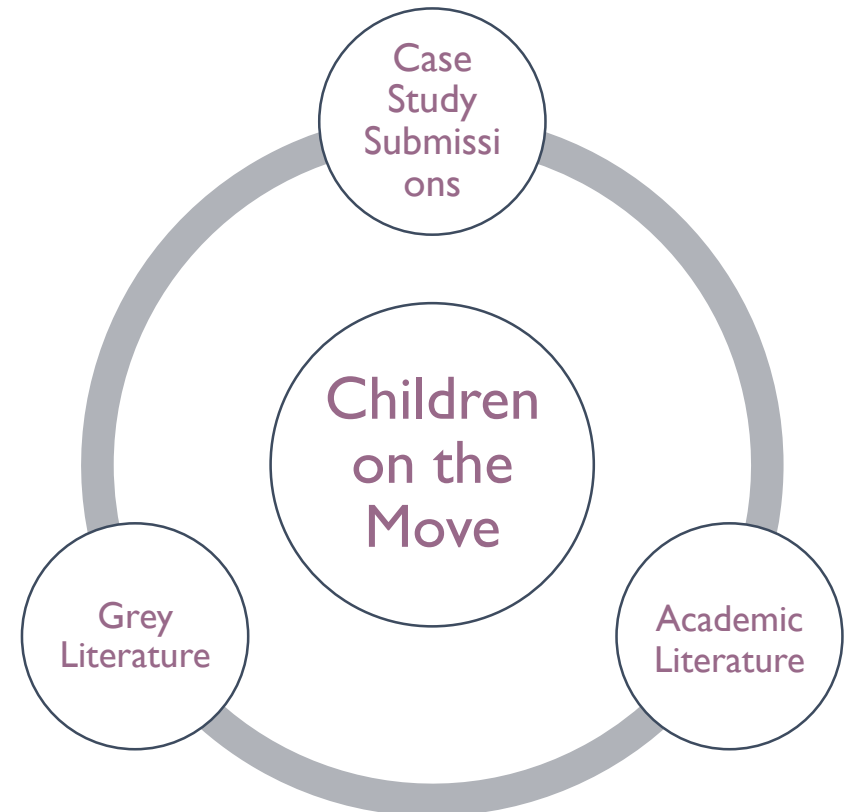 Case
Study
Submissi
ons
Children
on the
Move
Grey
Literature
Academic
Literature